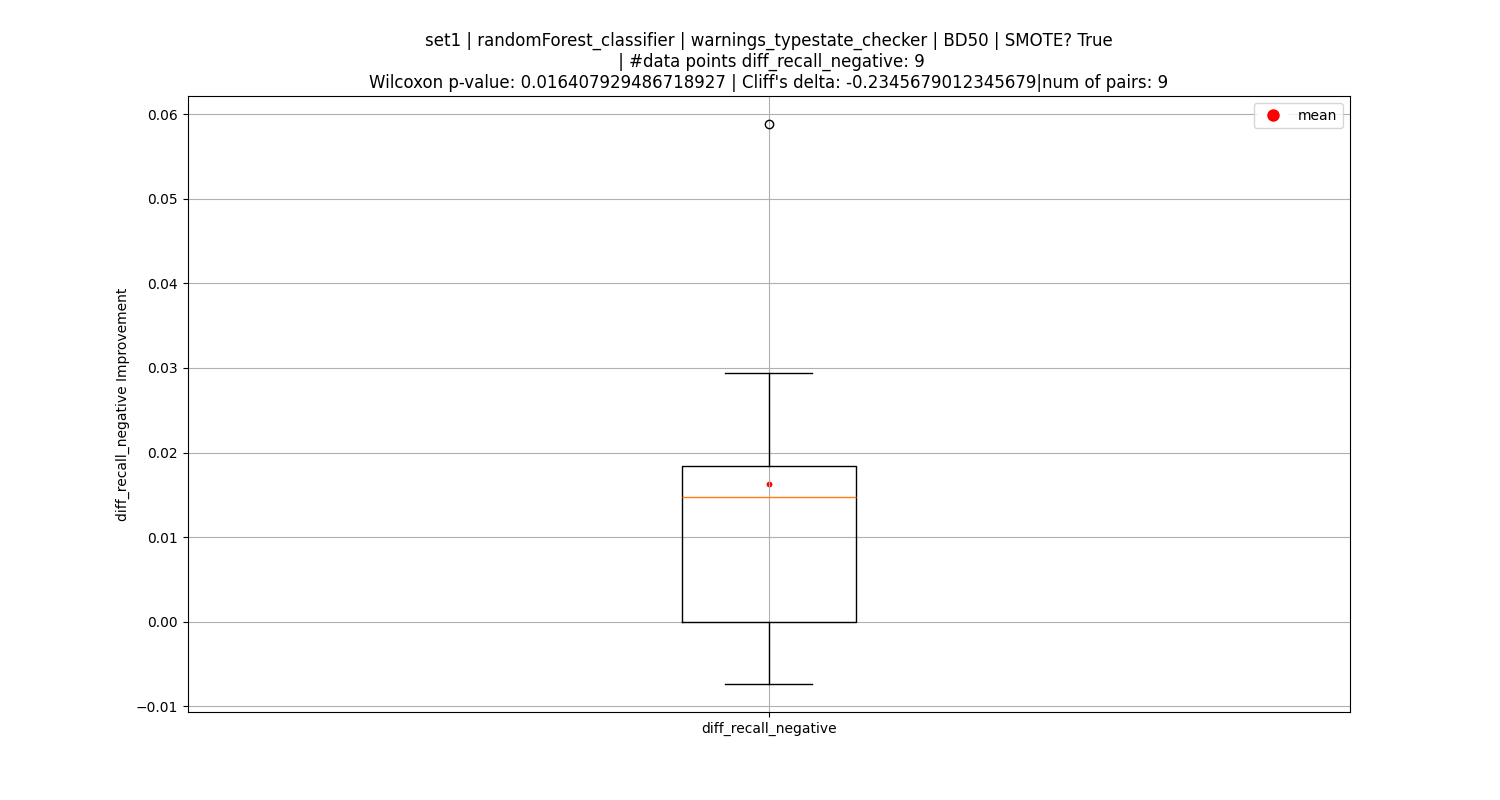 set1 | randomForest_classifier | warnings_typestate_checker | BD50 | SMOTE? True
| #data points diff_recall_negative: 9
Wilcoxon p-value: 0.016407929486718927 | Cliff's delta: -0.2345679012345679|num of pairs: 9
mean
0.06
0.05
0.04
0.03
0.02
0.01
0.00
−0.01
diff_recall_negative Improvement
diff_recall_negative